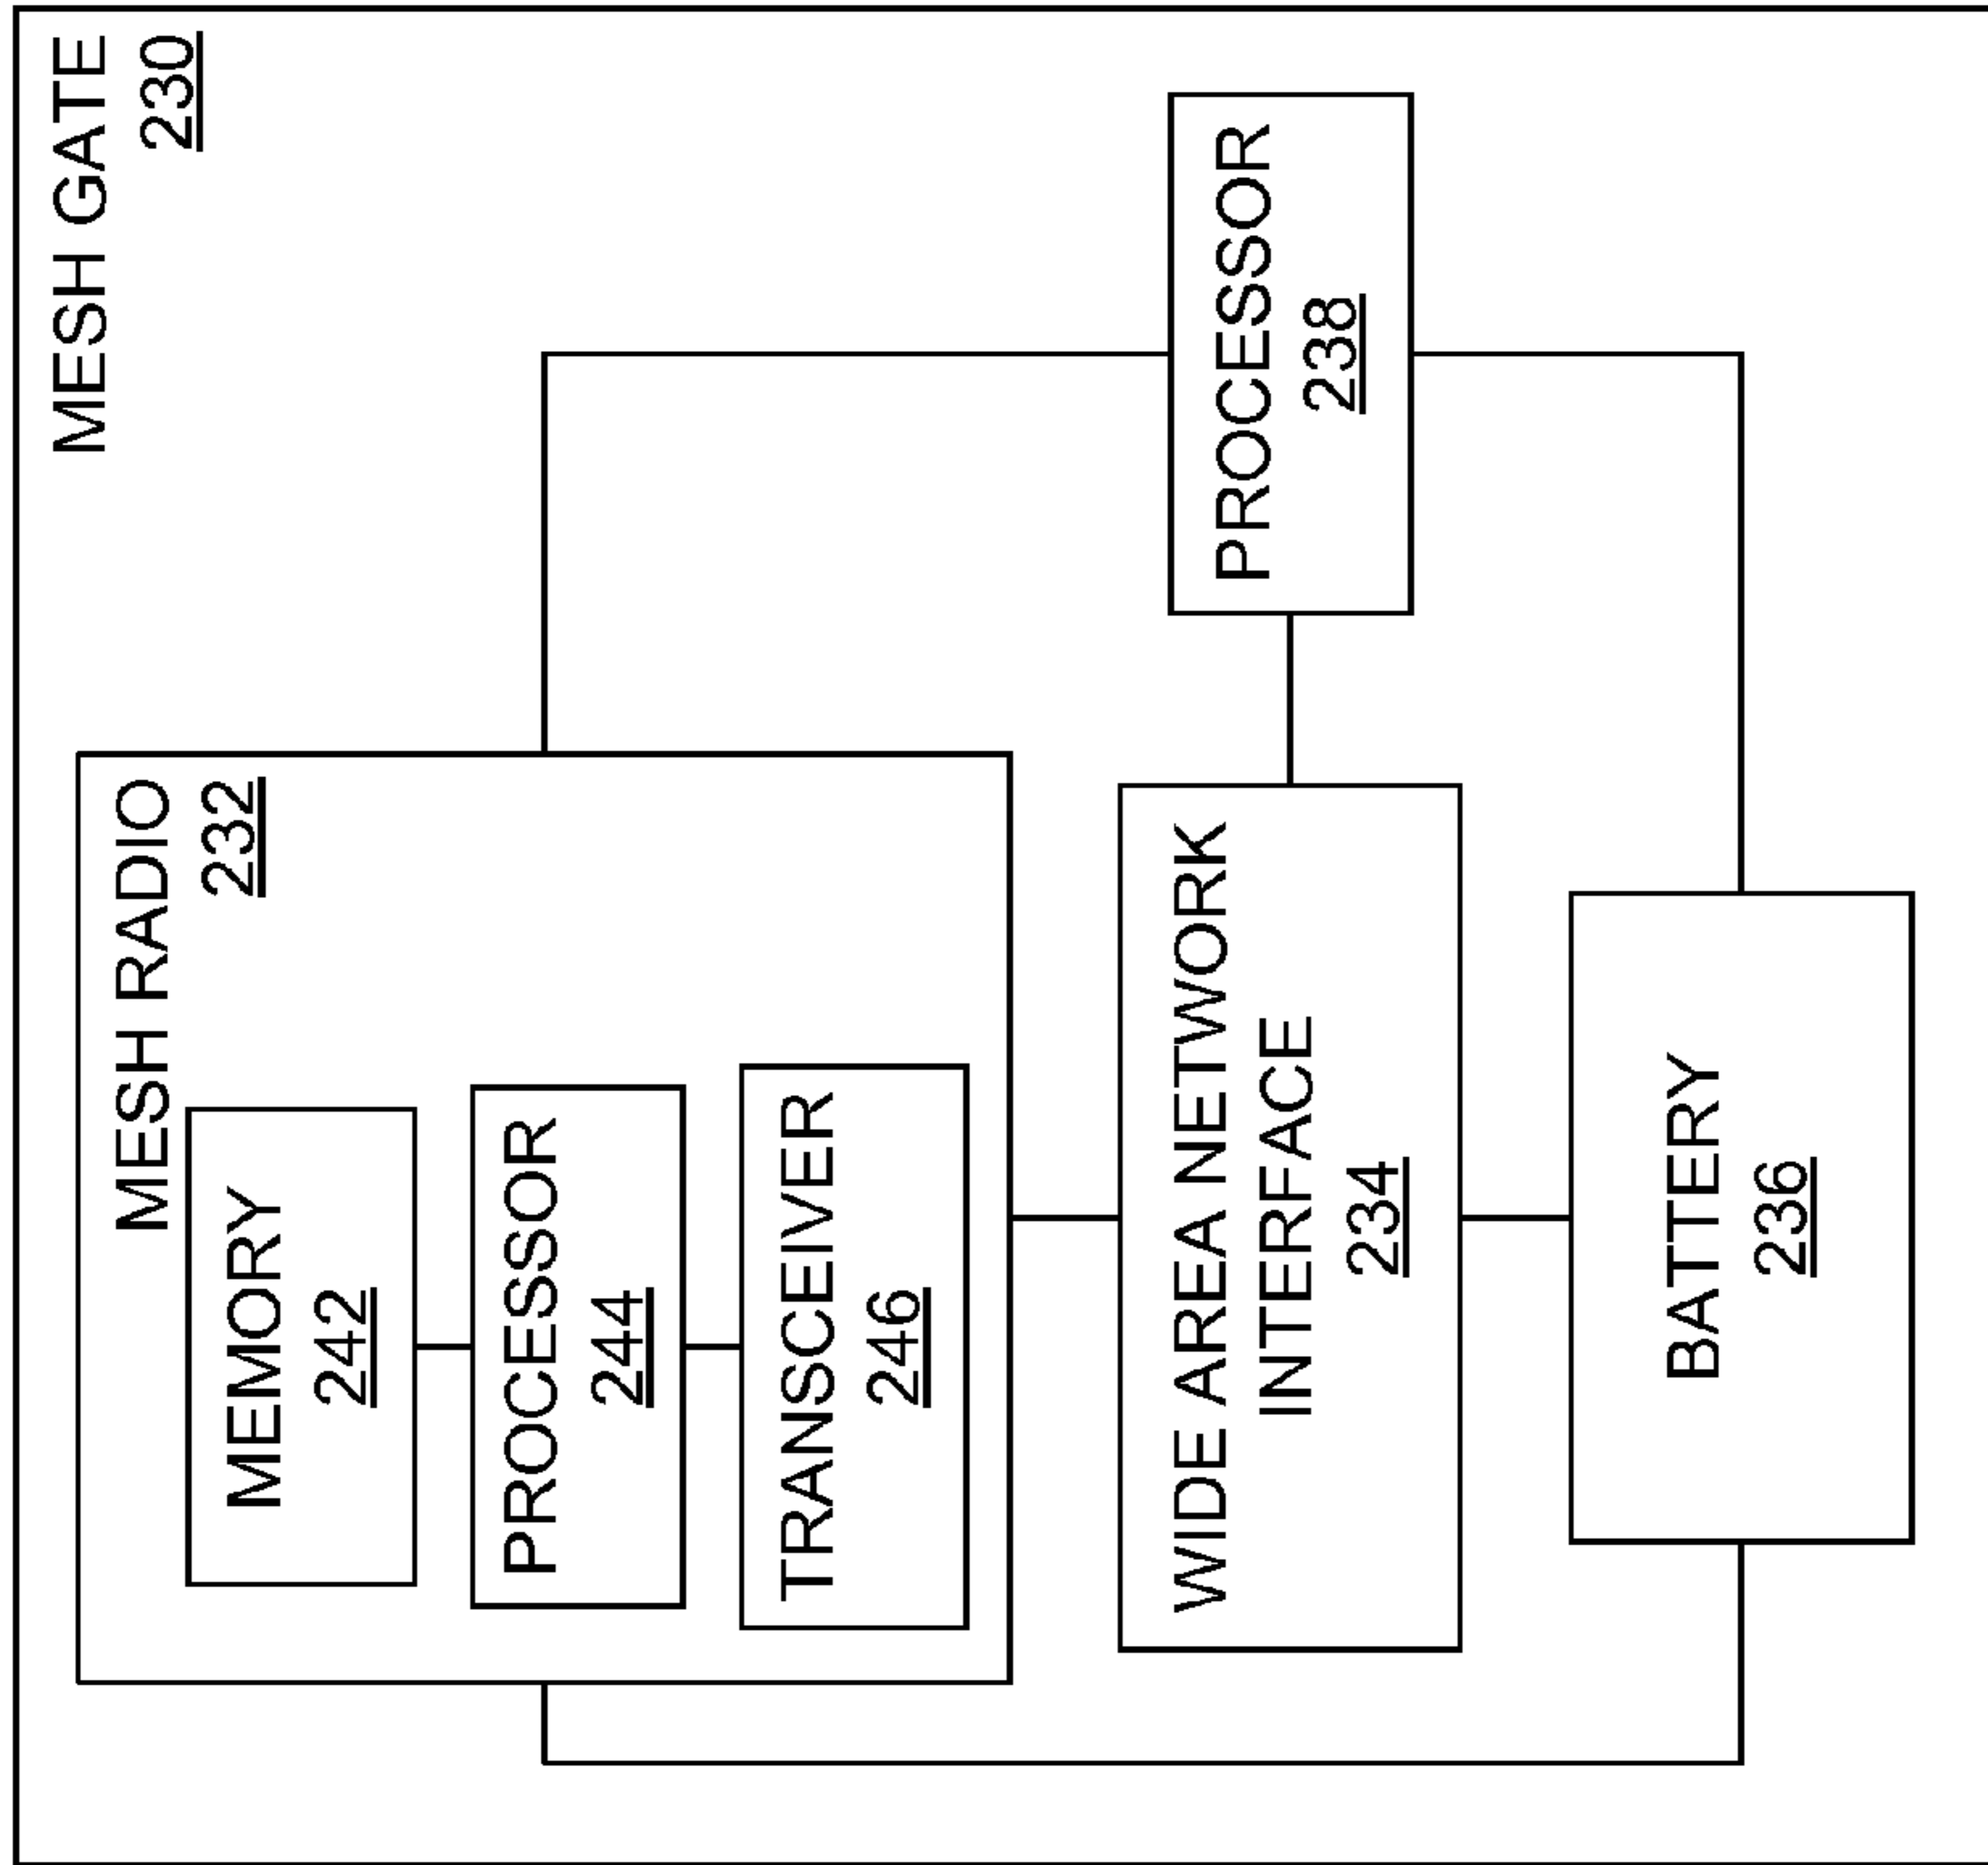 MESH GATE
230
MESH RADIO
232
MEMORY
242
PROCESSOR
244
TRANSCEIVER
246
WIDE AREA NETWORK
INTERFACE
234
PROCESSOR
238
BATTERY
236